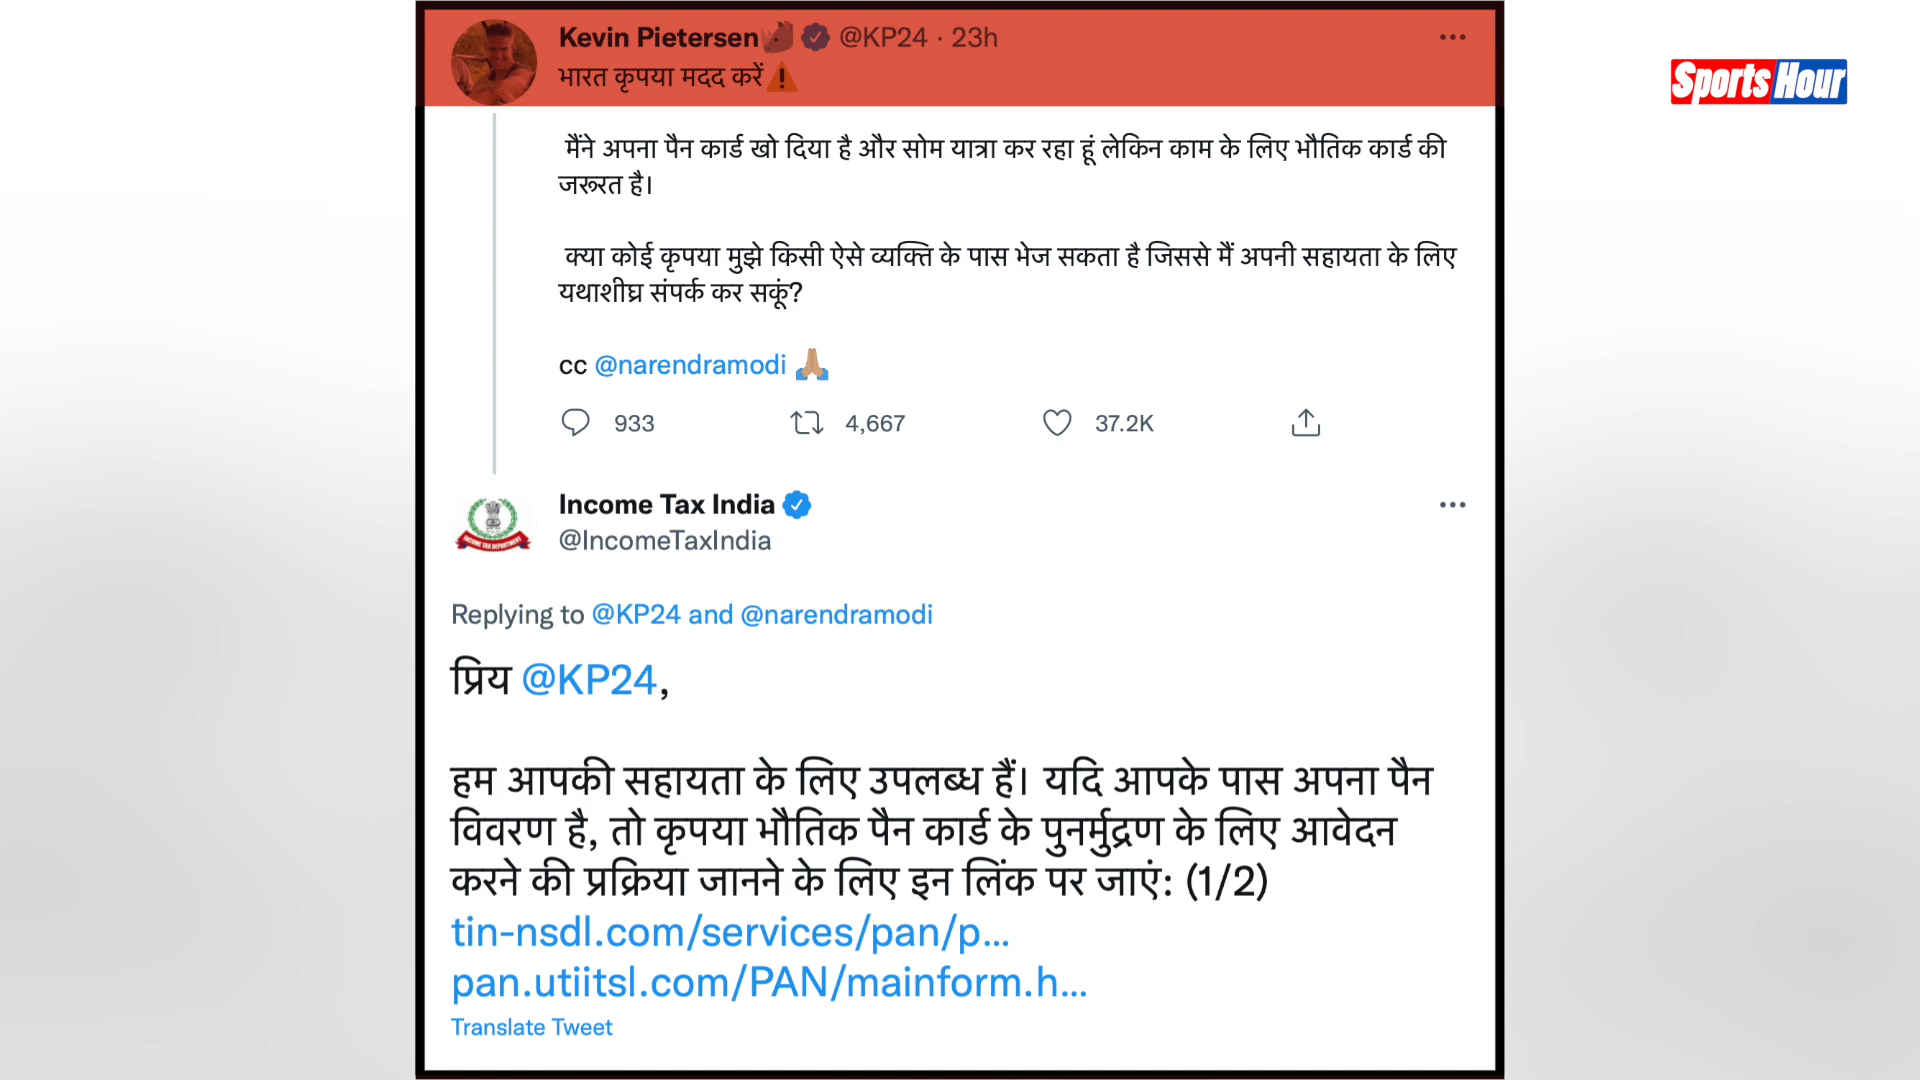 Kevin Pietersen🦏 @KP24 · 23h
भारत कृपया मदद करें⚠️
SportsHour
मैंने अपना पैन कार्ड खो दिया है और सोम यात्रा कर रहा हूं लेकिन काम के लिए भौतिक कार्ड की
जरूरत है।
क्या कोई कृपया मुझे किसी ऐसे व्यक्ति के पास भेज सकता है जिससे मैं अपनी सहायता के लिए
यथाशीघ्र संपर्क कर सकूं?
cc @narendramodi 🙏🏽
933 4,667 37.2K
Income Tax India
@IncomeTaxIndia
INCOME TAX DEPARTMENT
Replying to @KP24 and @narendramodi
प्रिय @KP24,
हम आपकी सहायता के लिए उपलब्ध हैं। यदि आपके पास अपना पैन
विवरण है, तो कृपया भौतिक पैन कार्ड के पुनर्मुद्रण के लिए आवेदन
करने की प्रक्रिया जानने के लिए इन लिंक पर जाएं: (1/2)
tin-nsdl.com/services/pan/p...
pan.utiitsl.com/PAN/mainform.h...
Translate Tweet